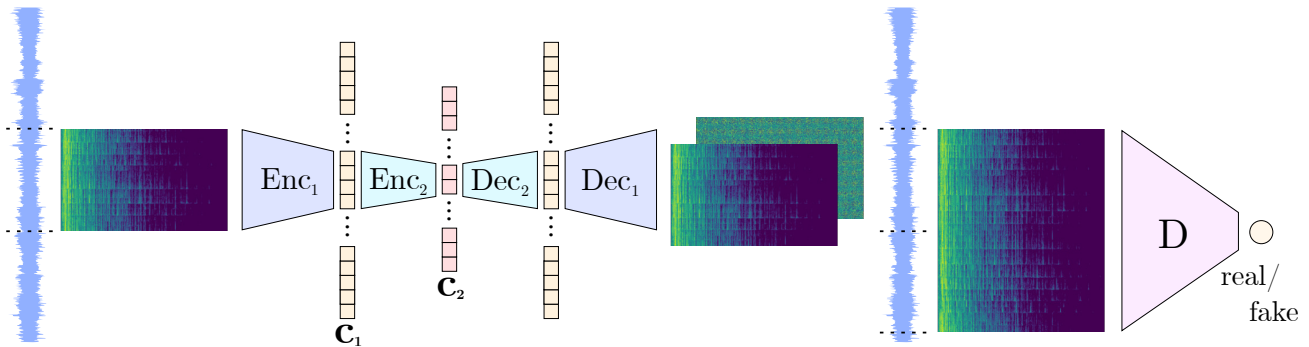 Enc₁
Enc₂
Dec₂
Dec₁
c₁
c₂
D
real/
fake